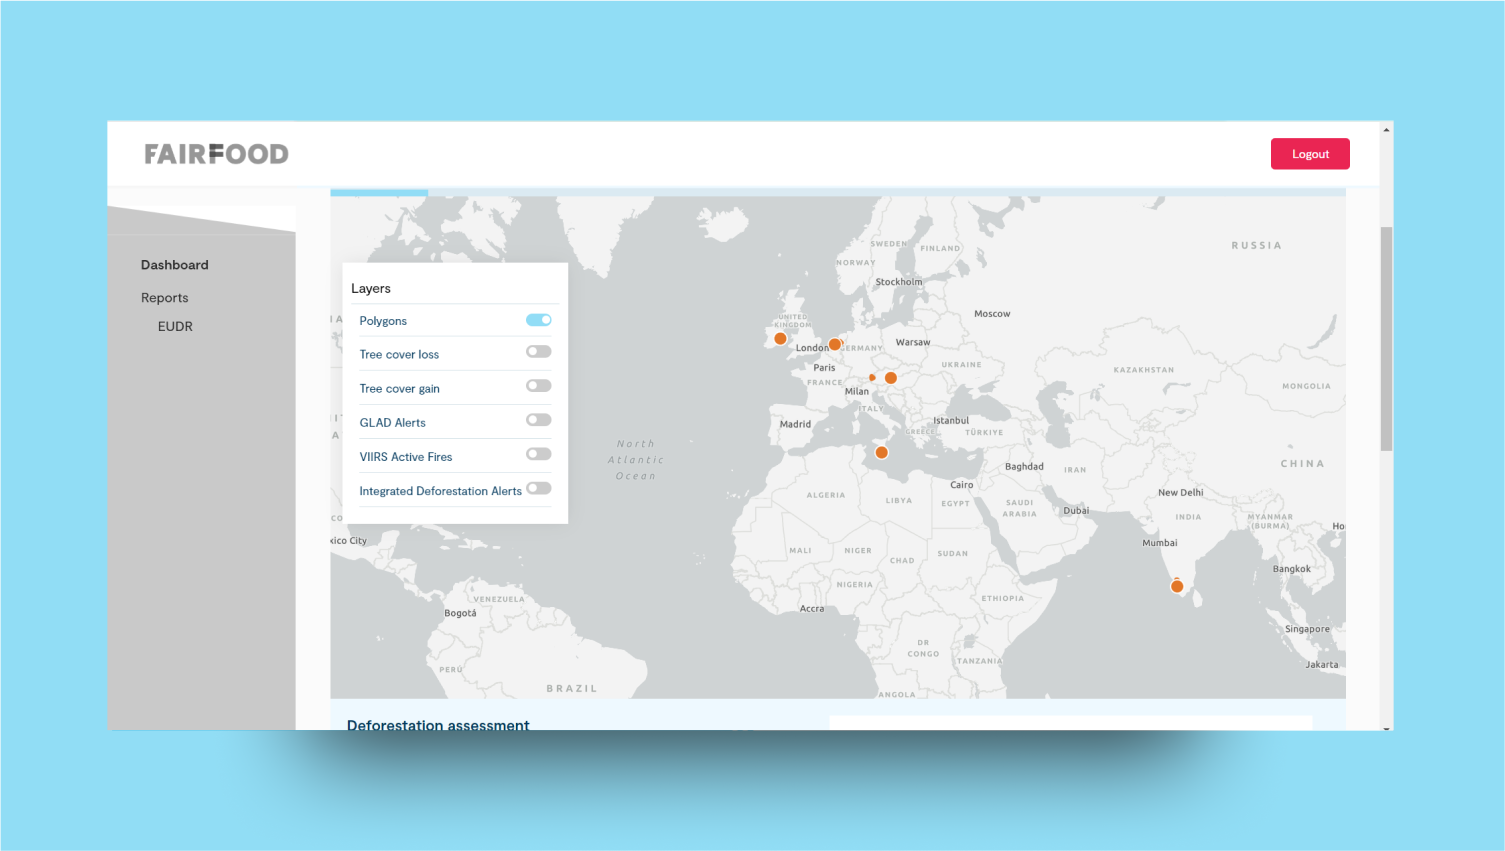 FAIRFOOD
Logout
Dashboard
Reports
EUDR
Layers
Polygons
Tree cover loss
Tree cover gain
GLAD Alerts
VIIRS Active Fires
Integrated Deforestation Alerts
RUSSIA
SWEDEN
FINLAND
NORWAY
Stockholm
Moscow
UNITED
KINGDOM
London
GERMANY
Warsaw
Paris
UKRAINE
KAZAKHSTAN
FRANCE
MONGOLIA
Milan
ITALY
Madrid
Istanbul
GREECE
TÜRKIYE
North
Atlantic
Ocean
Baghdad
IRAN
CHINA
Cairo
New Delhi
ALGERIA
LIBYA
EGYPT
SAUDI
ARABIA
Dubai
INDIA
MYANMAR
(BURMA)
Ho
xico City
Mumbai
MALI
NIGER
CHAD
SUDAN
Bangkok
NIGERIA
VENEZUELA
ETHIOPIA
Accra
Bogotá
Singapore
DR
CONGO
TANZANIA
Jakarta
PERÚ
BRAZIL
ANGOLA
Deforestation assessment